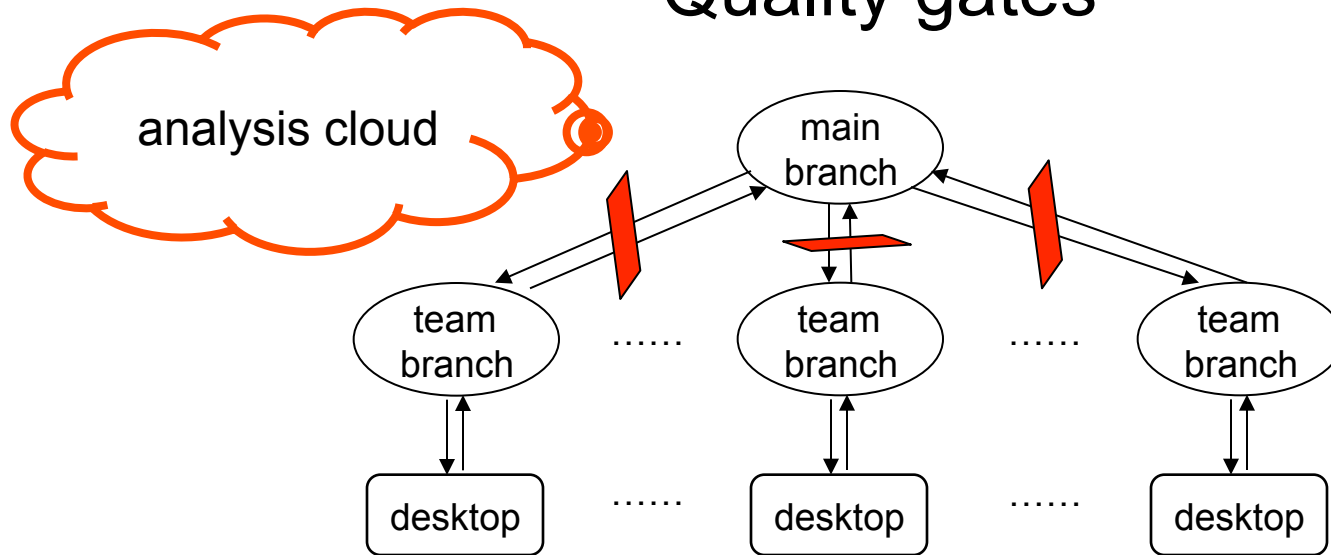 Quality gates
analysis cloud
main
branch
team
branch
......
team
branch
......
team
branch
desktop
......
desktop
......
desktop